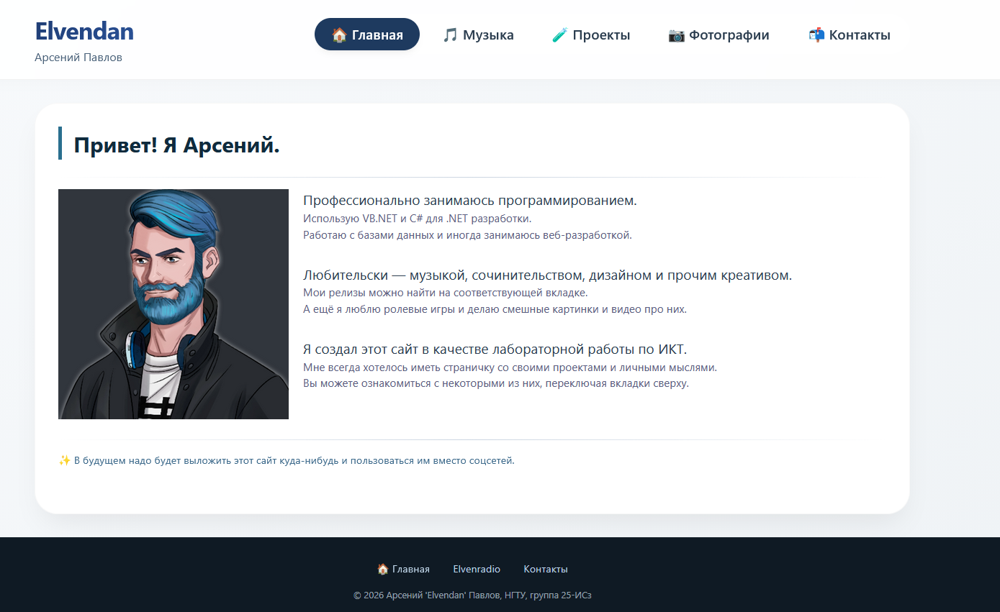 Elvendan
Арсений Павлов
🏠 Главная
🎵 Музыка
🧪 Проекты
📷 Фотографии
📬 Контакты
Привет! Я Арсений.
Профессионально занимаюсь программированием.
Использую VB.NET и C# для .NET разработки.
Работаю с базами данных и иногда занимаюсь веб-разработкой.
Любительски — музыкой, сочинительством, дизайном и прочим креативом.
Мои релизы можно найти на соответствующей вкладке.
А ещё я люблю ролевые игры и делаю смешные картинки и видео про них.
Я создал этот сайт в качестве лабораторной работы по ИКТ.
Мне всегда хотелось иметь страничку со своими проектами и личными мыслями.
Вы можете ознакомиться с некоторыми из них, переключая вкладки сверху.
✨ В будущем надо будет выложить этот сайт куда-нибудь и пользоваться им вместо соцсетей.
🏠 Главная
Elvenradio
Контакты
© 2026 Арсений 'Elvendan' Павлов, НГТУ, группа 25-ИСз